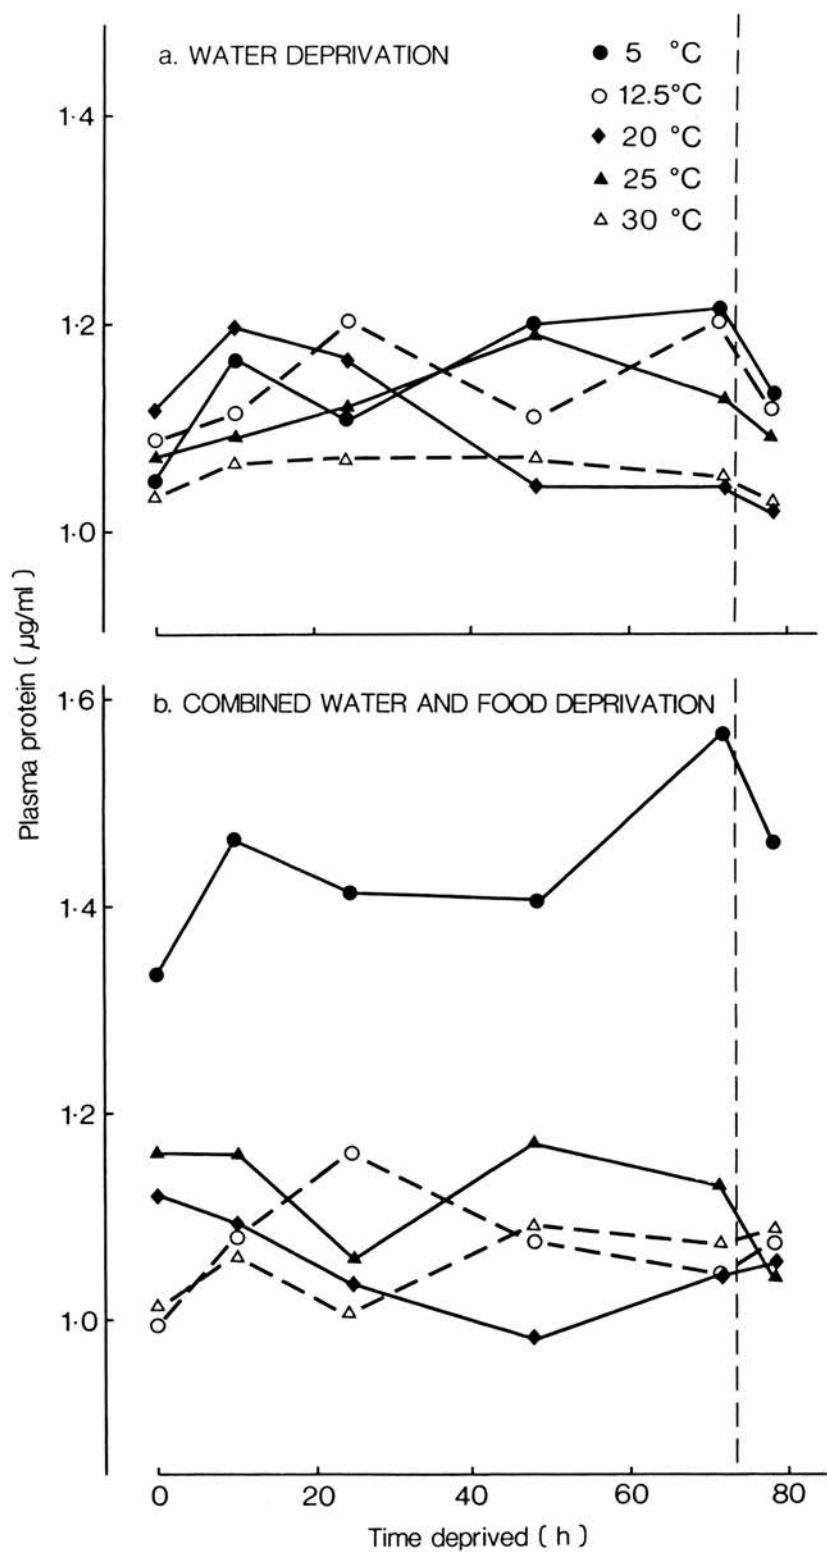 a. WATER DEPRIVATION
5 °C
12.5°C
20 °C
25 °C
30 °C
1·4
1·2
1·0
Plasma protein ( µg/ml )
1·6
b. COMBINED WATER AND FOOD DEPRIVATION
1·4
1·2
1·0
0 20 40 60 80
Time deprived ( h )